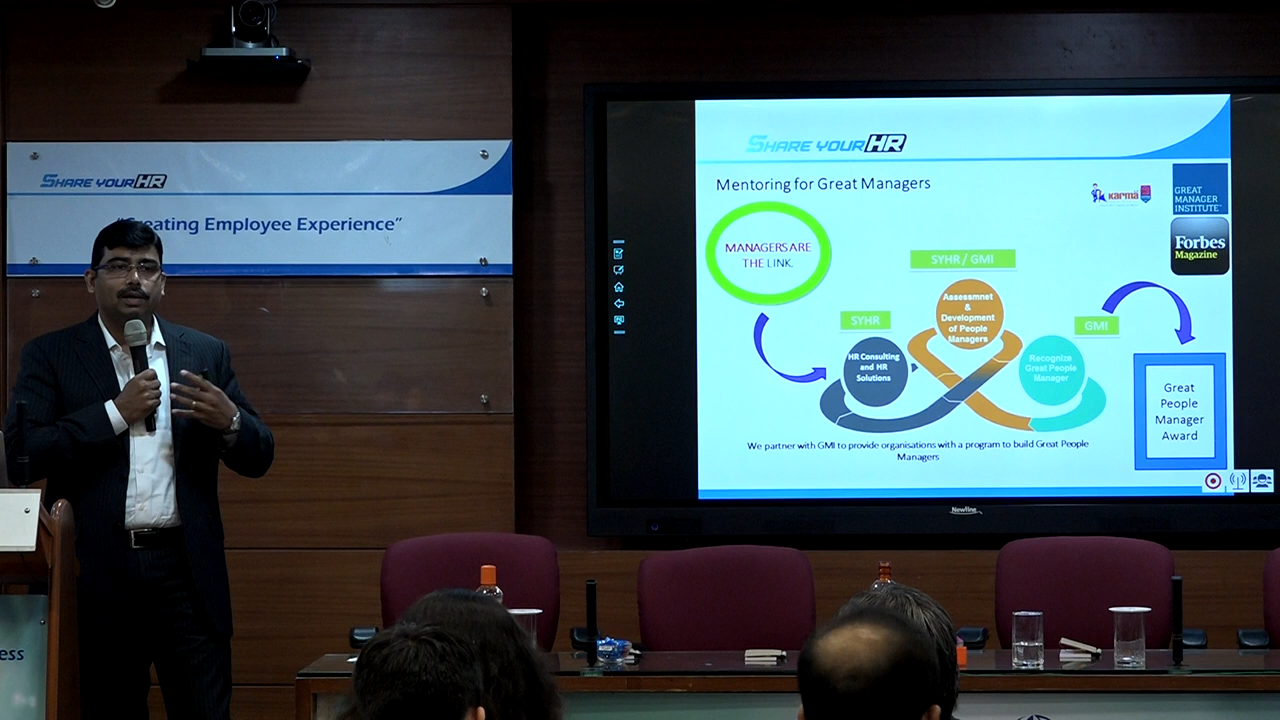 SHARE YOUR HR
"Creating Employee Experience"
SHARE YOUR HR
Mentoring for Great Managers
Karma
GREAT
MANAGER
INSTITUTE
Forbes
Magazine
MANAGERS ARE
THE LINK.
SYHR / GMI
SYHR
GMI
Assessmnet
&
Development
of People
Managers
HR Consulting
and HR
Solutions
Recognize
Great People
Manager
Great
People
Manager
Award
We partner with GMI to provide organisations with a program to build Great People
Managers
Newline
ess